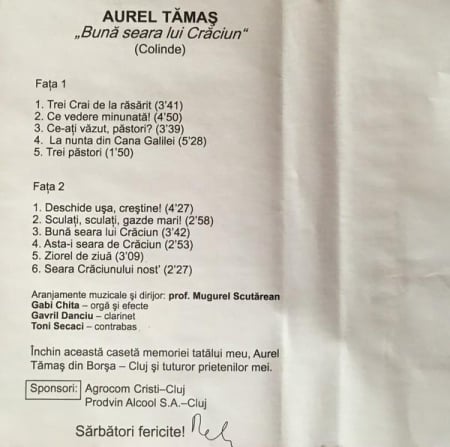 AUREL TĂMAȘ
„Bună seara lui Crăciun“
(Colinde)
Fața 1
1. Trei Crai de la răsărit (3’41)
2. Ce vedere minunată! (4’50)
3. Ce-ați văzut, păstori? (3’39)
4. La nunta din Cana Galilei (5’28)
5. Trei păstori (1’50)
Fața 2
1. Deschide ușa, creștine! (4’27)
2. Sculați, sculați, gazde mari! (2’58)
3. Bună seara lui Crăciun (3’42)
4. Asta-i seara de Crăciun (2’53)
5. Ziorel de ziuă (3’09)
6. Seara Crăciunului nost’ (2’27)
Aranjamente muzicale și dirijor: prof. Mugurel Scutărean
Gabi Chita – orgă și efecte
Gavril Danciu – clarinet
Toni Secaci – contrabas
Închin această casetă memoriei tatălui meu, Aurel
Tămaș din Borșa – Cluj și tuturor prietenilor mei.
Sponsori: Agrocom Cristi–Cluj
Prodvin Alcool S.A.–Cluj
Sărbători fericite!